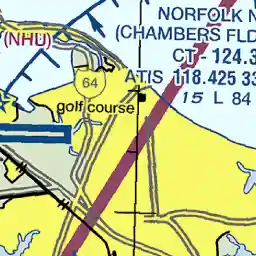 NORFOLK N
(NHU)
(CHAMBERS FLD
CT - 124.3
ATIS 118.425 33
15 L 84
64
golf course